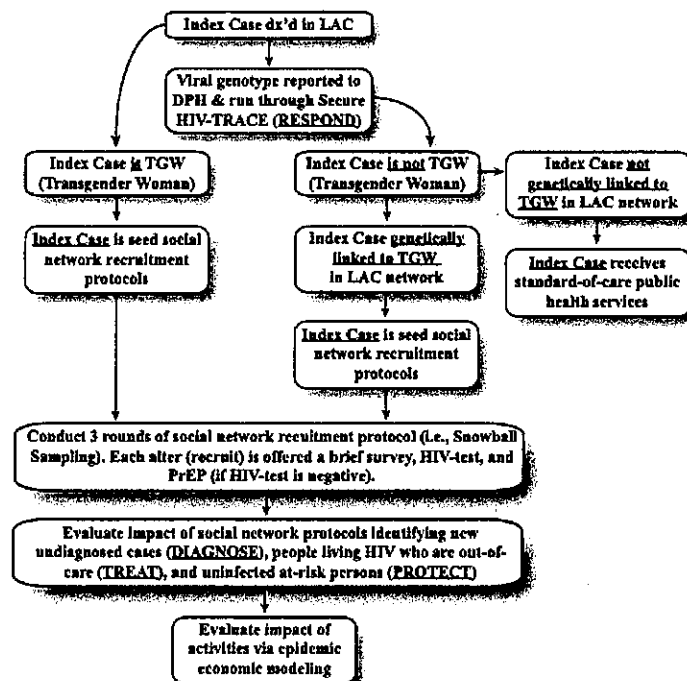 Index Case dx'd in LAC
Viral genotype reported to
DPH & run through Secure
HIV-TRACE (RESPOND)
Index Case is TGW
(Transgender Woman)
Index Case is not TGW
(Transgender Woman)
Index Case not
genetically linked to
TGW in LAC network
Index Case is seed social
network recruitment
protocols
Index Case genetically
linked to TGW
in LAC network
Index Case receives
standard-of-care public
health services
Index Case is seed social
network recruitment
protocols
Conduct 3 rounds of social network recuitment protocol (i.e., Snowball
Sampling). Each alter (recruit) is offered a brief survey, HIV-test, and
PrEP (if HIV-test is negative).
Evaluate impact of social network protocols identifying new
undiagnosed cases (DIAGNOSE), people living HIV who are out-of-
care (TREAT), and uninfected at-risk persons (PROTECT)
Evaluate impact of
activities via epidemic
economic modeling